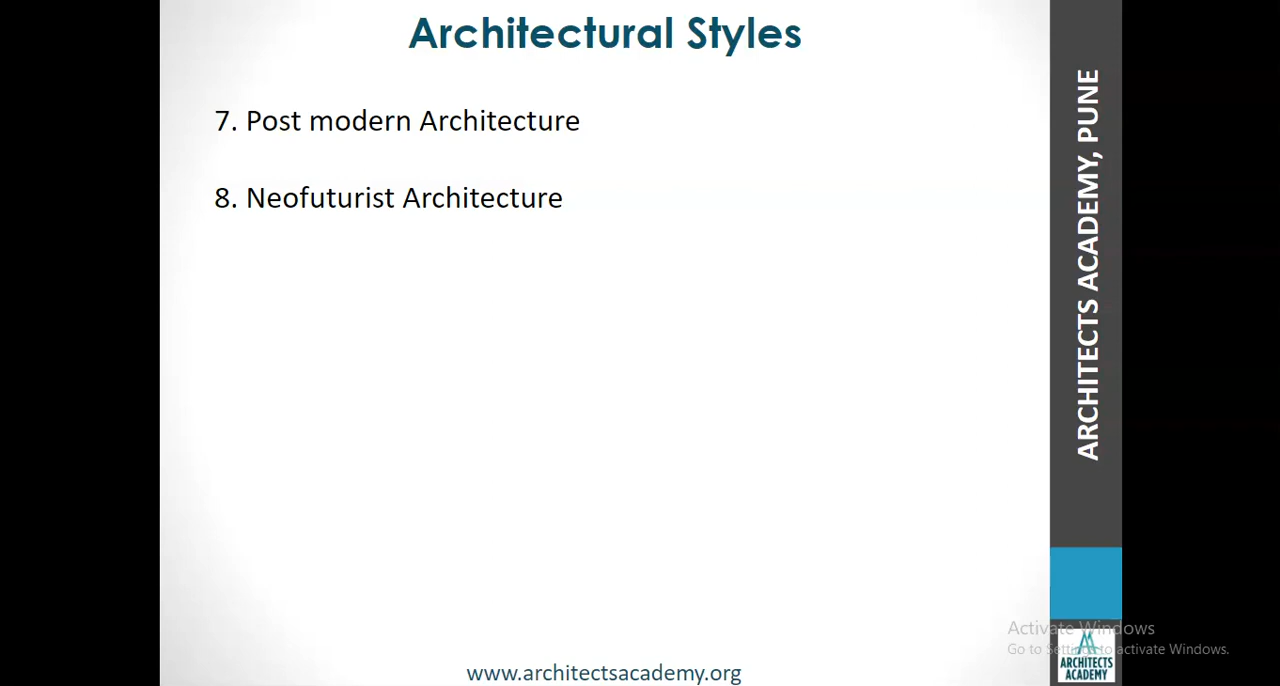 Architectural Styles
7. Post modern Architecture
8. Neofuturist Architecture
ARCHITECTS ACADEMY, PUNE
Activate Windows
Go to Settings to activate Windows.
ARCHITECTS
ACADEMY
www.architectsacademy.org